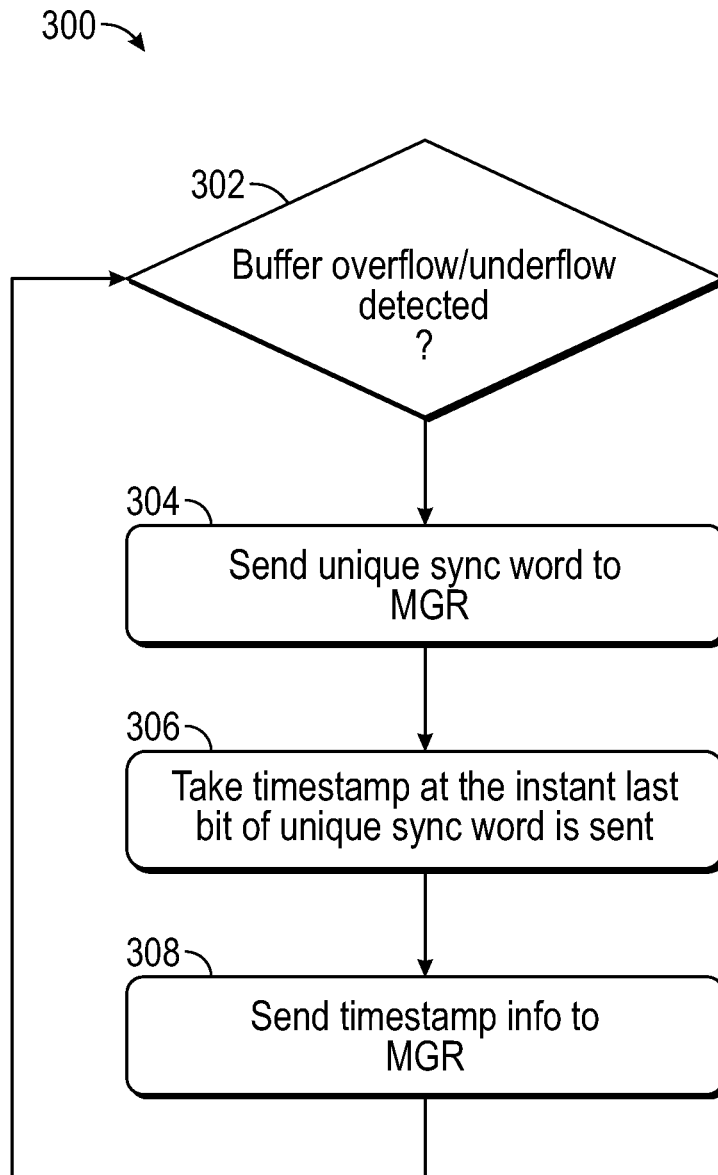 300
302
Buffer overflow/underflow
detected
?
304
Send unique sync word to
MGR
306
Take timestamp at the instant last
bit of unique sync word is sent
308
Send timestamp info to
MGR